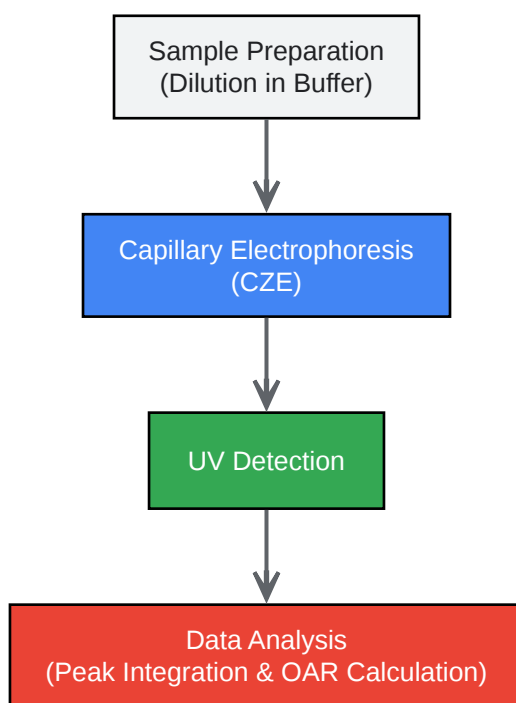 Sample Preparation
(Dilution in Buffer)
Capillary Electrophoresis
(CZE)
UV Detection
Data Analysis
(Peak Integration & OAR Calculation)